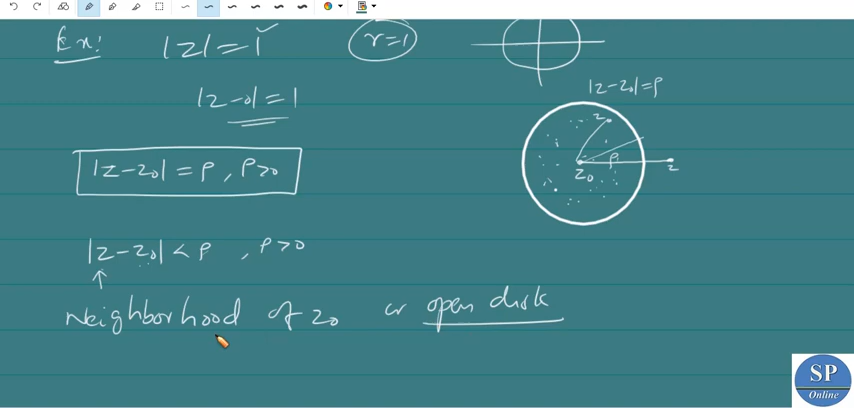 Ex: |z| = 1 r=1
|z-0| = 1
|z-z₀| = ρ
z
ρ
z₀ z
|z-z₀| = ρ , ρ>0
|z-z₀| < ρ , ρ>0
Neighborhood of z₀ or open disk
SP
Online